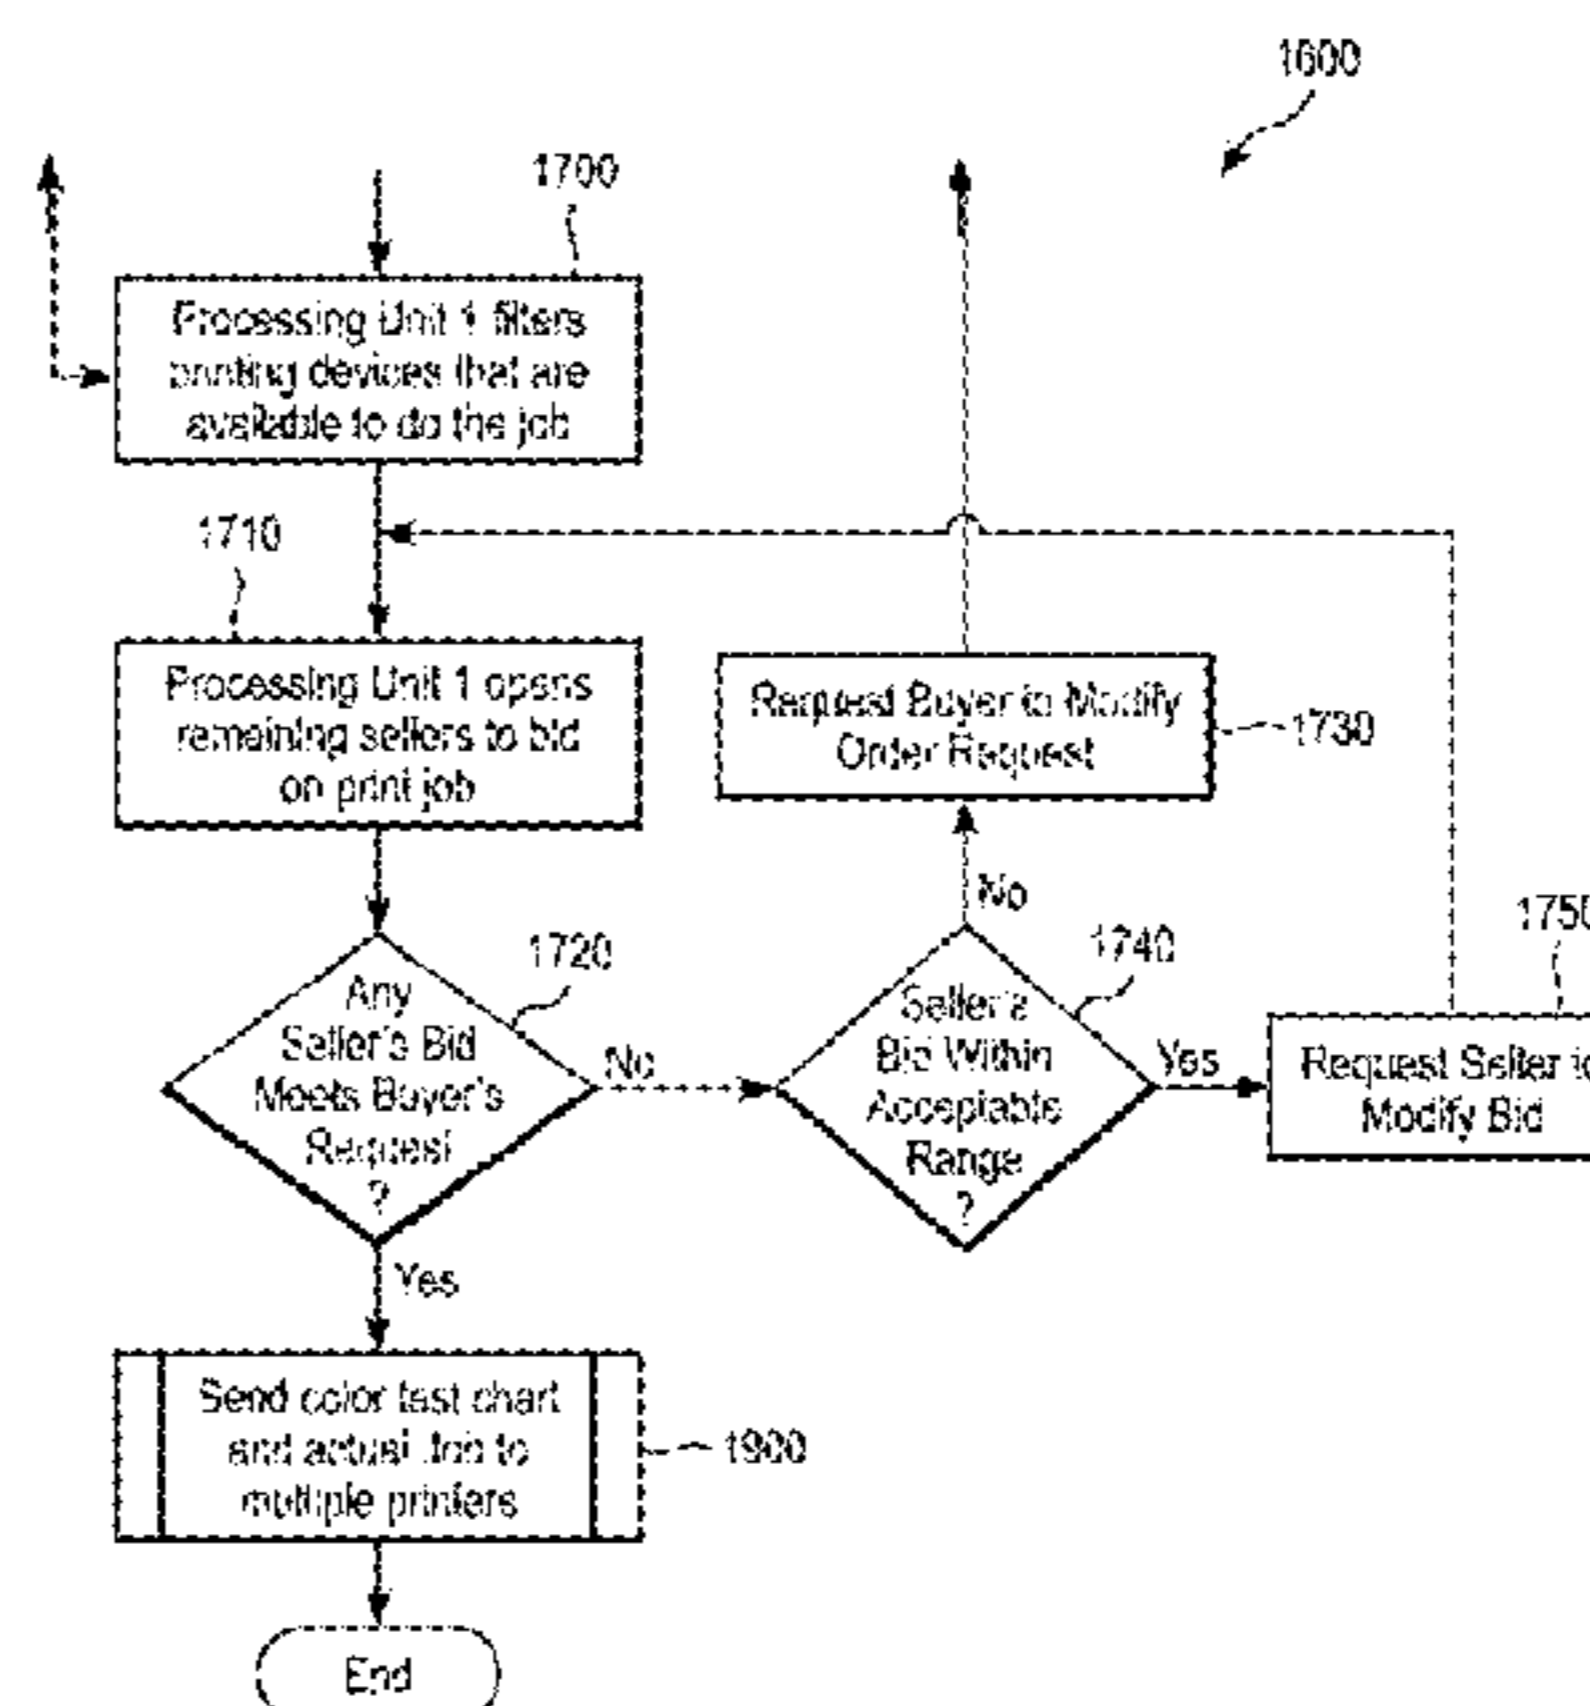 1600
1700
Processing Unit 1 filters
printing devices that are
available to do the job
1710
Processing Unit 1 opens
remaining sellers to bid
on print job
Request Buyer to Modify
Order Request
1730
No
1720
Any
Seller's Bid
Meets Buyer's
Request
?
No
1740
Seller's
Bid Within
Acceptable
Range
?
Yes
1750
Request Seller to
Modify Bid
Yes
Send color test chart
and actual Job to
multiple printers
1900
End